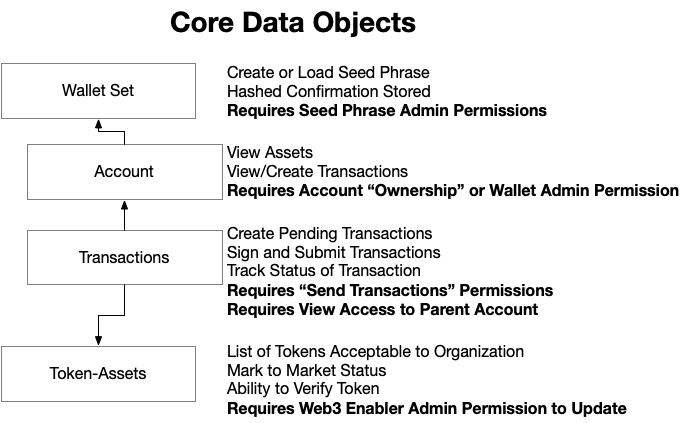 Core Data Objects
Wallet Set
Create or Load Seed Phrase
Hashed Confirmation Stored
Requires Seed Phrase Admin Permissions
Account
View Assets
View/Create Transactions
Requires Account “Ownership” or Wallet Admin Permission
Transactions
Create Pending Transactions
Sign and Submit Transactions
Track Status of Transaction
Requires “Send Transactions” Permissions
Requires View Access to Parent Account
Token-Assets
List of Tokens Acceptable to Organization
Mark to Market Status
Ability to Verify Token
Requires Web3 Enabler Admin Permission to Update